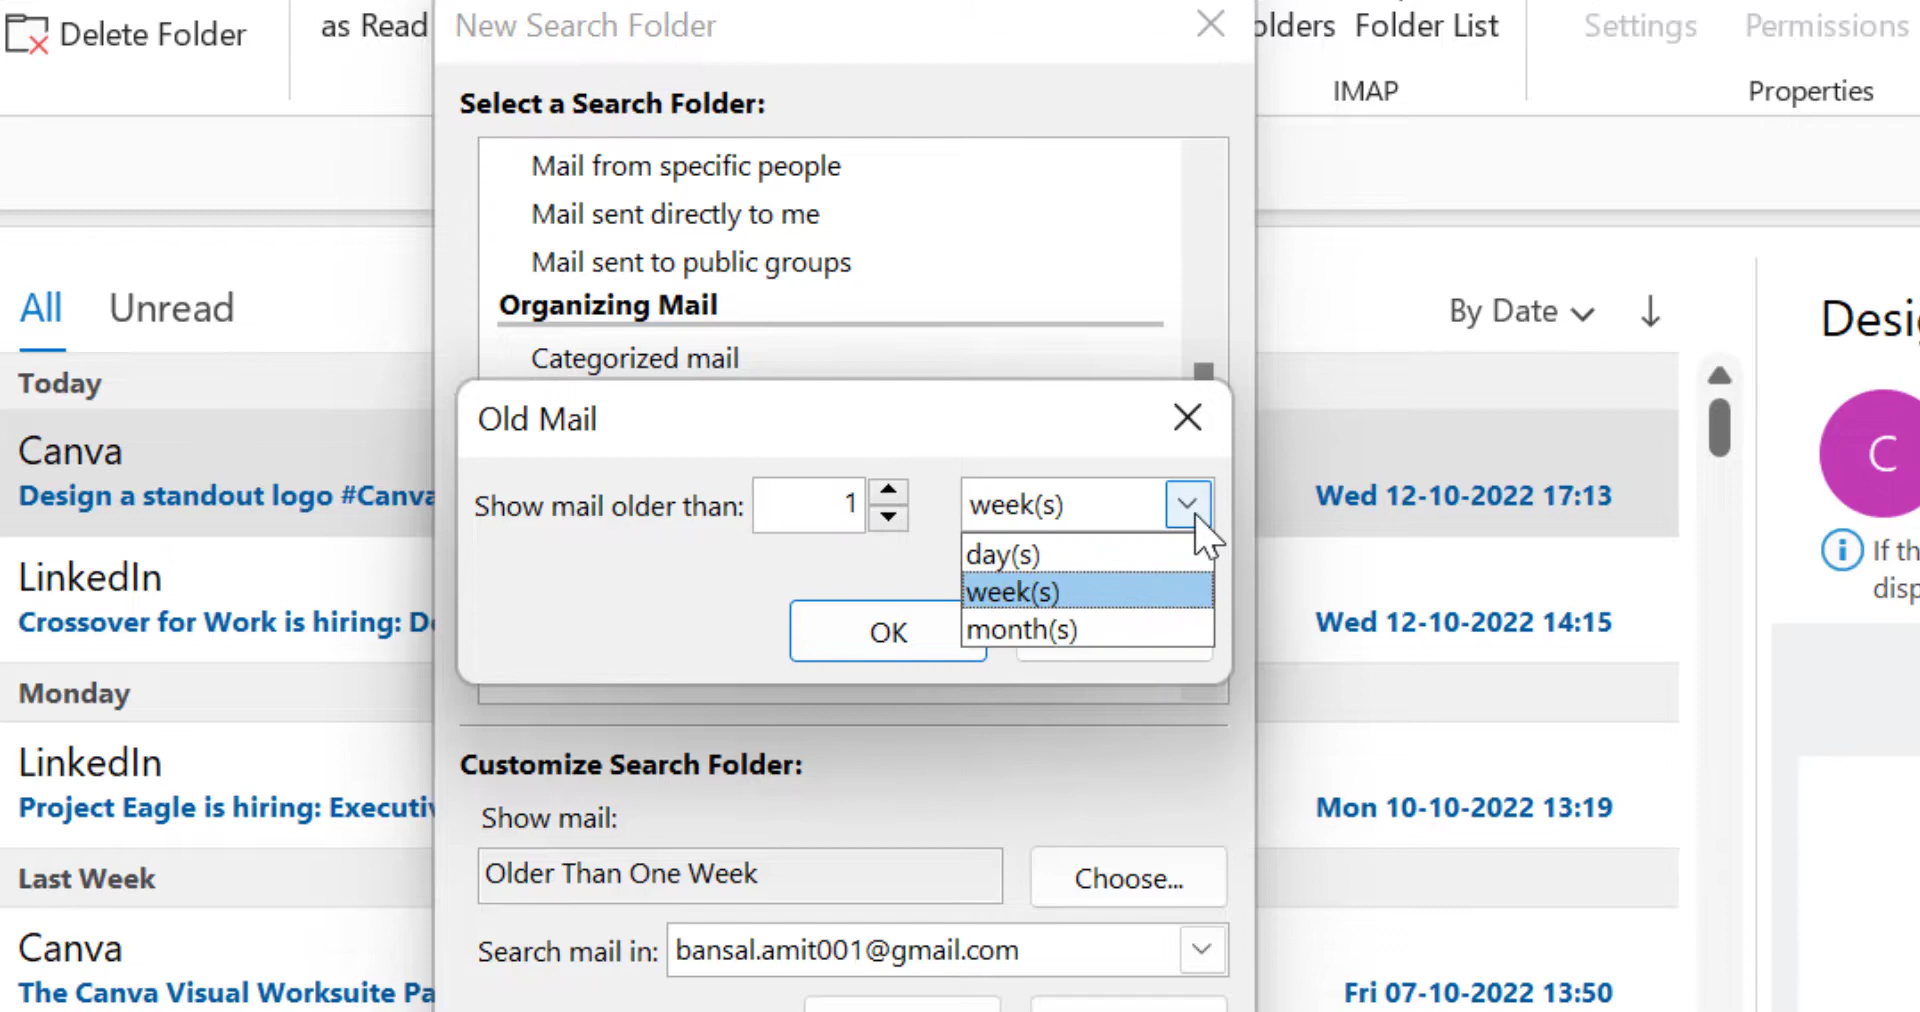 Delete Folder
as Read
New Search Folder
Folder List
Settings
Permissions
IMAP
Properties
Select a Search Folder:
Mail from specific people
Mail sent directly to me
Mail sent to public groups
Organizing Mail
Categorized mail
All
Unread
By Date
Today
Canva
Design a standout logo #Canva
Wed 12-10-2022 17:13
LinkedIn
Crossover for Work is hiring:
Wed 12-10-2022 14:15
Monday
LinkedIn
Project Eagle is hiring:
Mon 10-10-2022 13:19
Last Week
Canva
The Canva Visual Worksuite
Fri 07-10-2022 13:50
Old Mail
Show mail older than:
1
week(s)
day(s)
week(s)
month(s)
OK
Customize Search Folder:
Show mail:
Older Than One Week
Choose...
Search mail in:
bansal.amit001@gmail.com
C
If